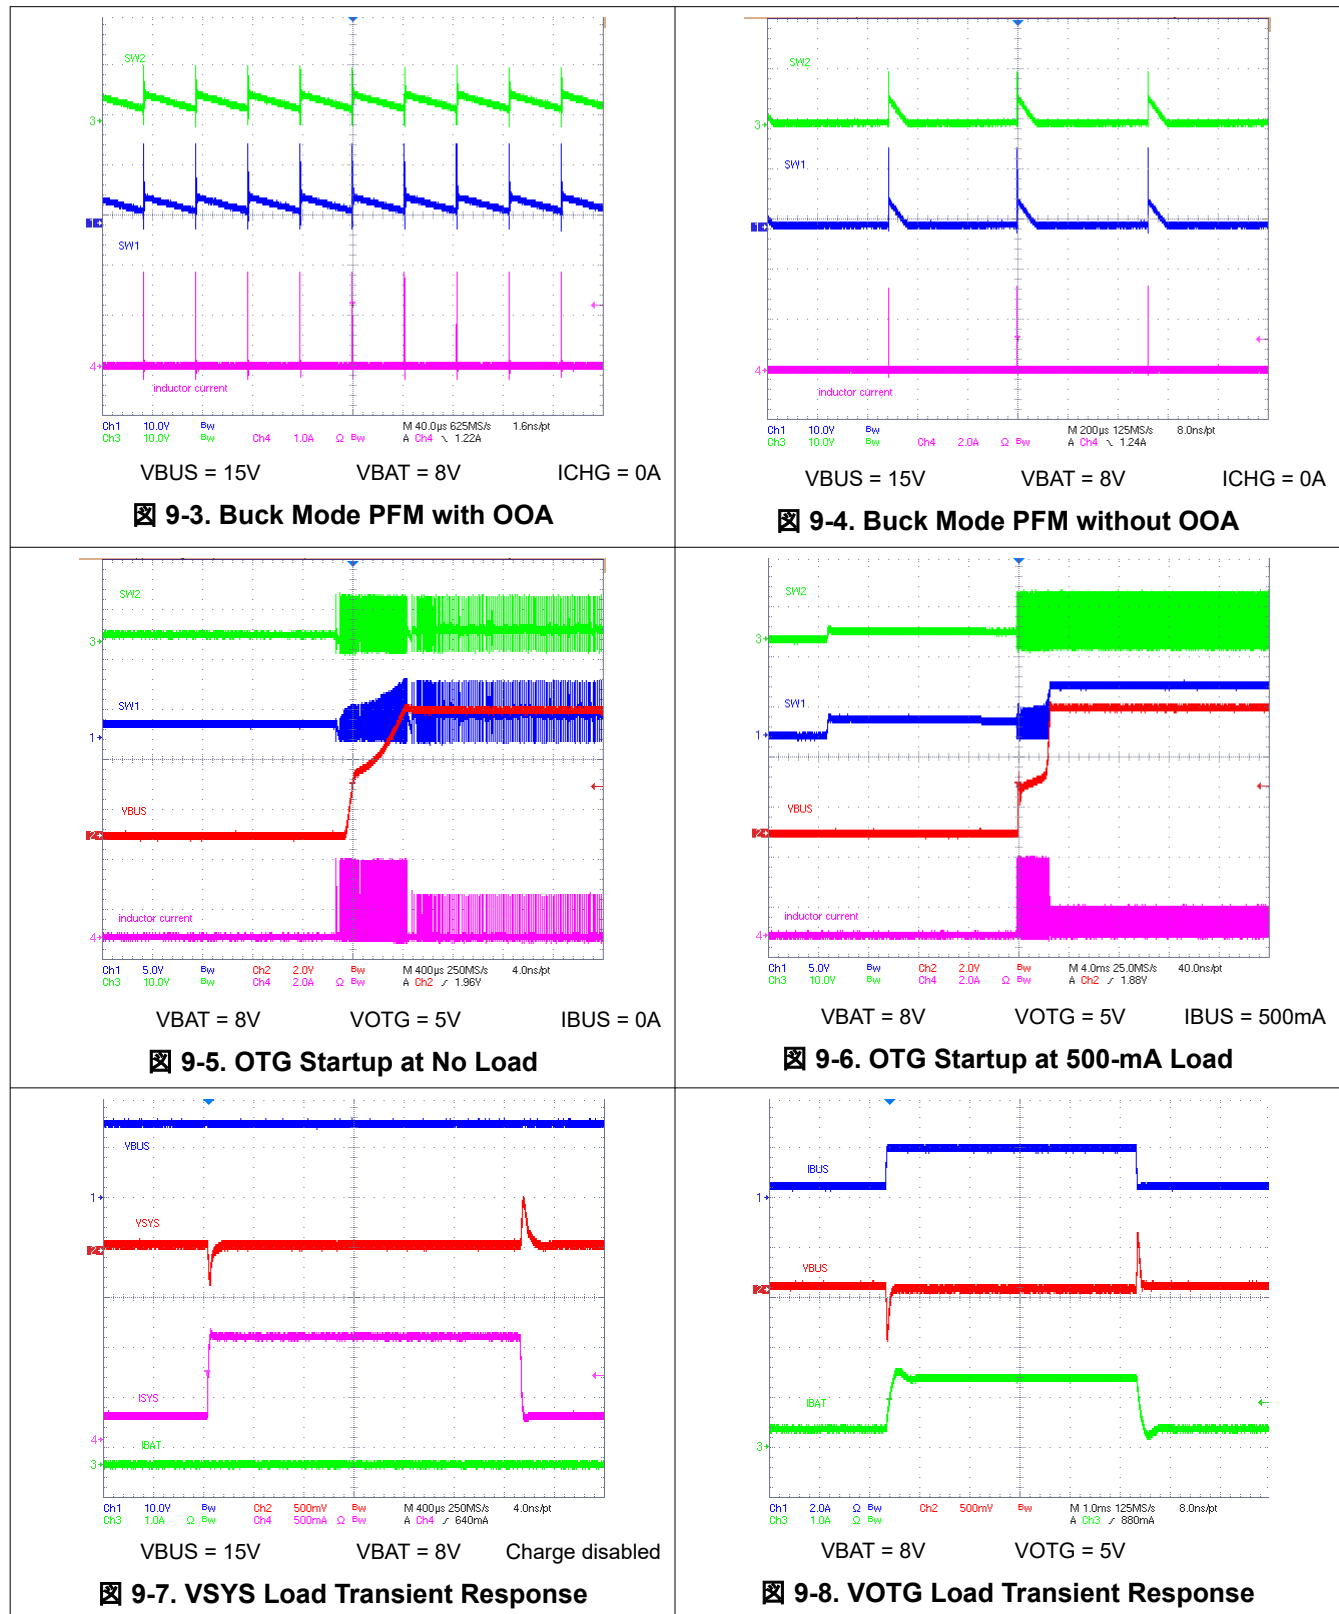 SW2
3
1
SW1
4
inductor current
Ch1 10.0V Bw M 40.0µs 625MS/s 1.6ns/pt
Ch3 10.0V Bw Ch4 1.0A Ω Bw A Ch4 ↘ 1.22A
VBUS = 15V VBAT = 8V ICHG = 0A
図 9-3. Buck Mode PFM with OOA
SW2
3
SW1
1
4
inductor current
Ch1 10.0V Bw M 200µs 125MS/s 8.0ns/pt
Ch3 10.0V Bw Ch4 2.0A Ω Bw A Ch4 ↘ 1.24A
VBUS = 15V VBAT = 8V ICHG = 0A
図 9-4. Buck Mode PFM without OOA
SW2
3
SW1
1
VBUS
2
inductor current
4
Ch1 5.0V Bw Ch2 2.0V Bw M 400µs 250MS/s 4.0ns/pt
Ch3 10.0V Bw Ch4 2.0A Ω Bw A Ch2 ∕ 1.96V
VBAT = 8V VOTG = 5V IBUS = 0A
図 9-5. OTG Startup at No Load
SW2
3
SW1
1
VBUS
2
inductor current
4
Ch1 5.0V Bw Ch2 2.0V Bw M 4.0ms 25.0MS/s 40.0ns/pt
Ch3 10.0V Bw Ch4 2.0A Ω Bw A Ch2 ∕ 1.88V
VBAT = 8V VOTG = 5V IBUS = 500mA
図 9-6. OTG Startup at 500-mA Load
VBUS
1
VSYS
2
ISYS
4
IBAT
3
Ch1 10.0V Bw Ch2 500mV Bw M 400µs 250MS/s 4.0ns/pt
Ch3 1.0A Ω Bw Ch4 500mA Ω Bw A Ch4 ∕ 640mA
VBUS = 15V VBAT = 8V Charge disabled
図 9-7. VSYS Load Transient Response
IBUS
1
VBUS
2
IBAT
3
Ch1 2.0A Ω Bw Ch2 500mV Bw M 1.0ms 125MS/s 8.0ns/pt
Ch3 1.0A Ω Bw A Ch3 ∕ 880mA
VBAT = 8V VOTG = 5V
図 9-8. VOTG Load Transient Response